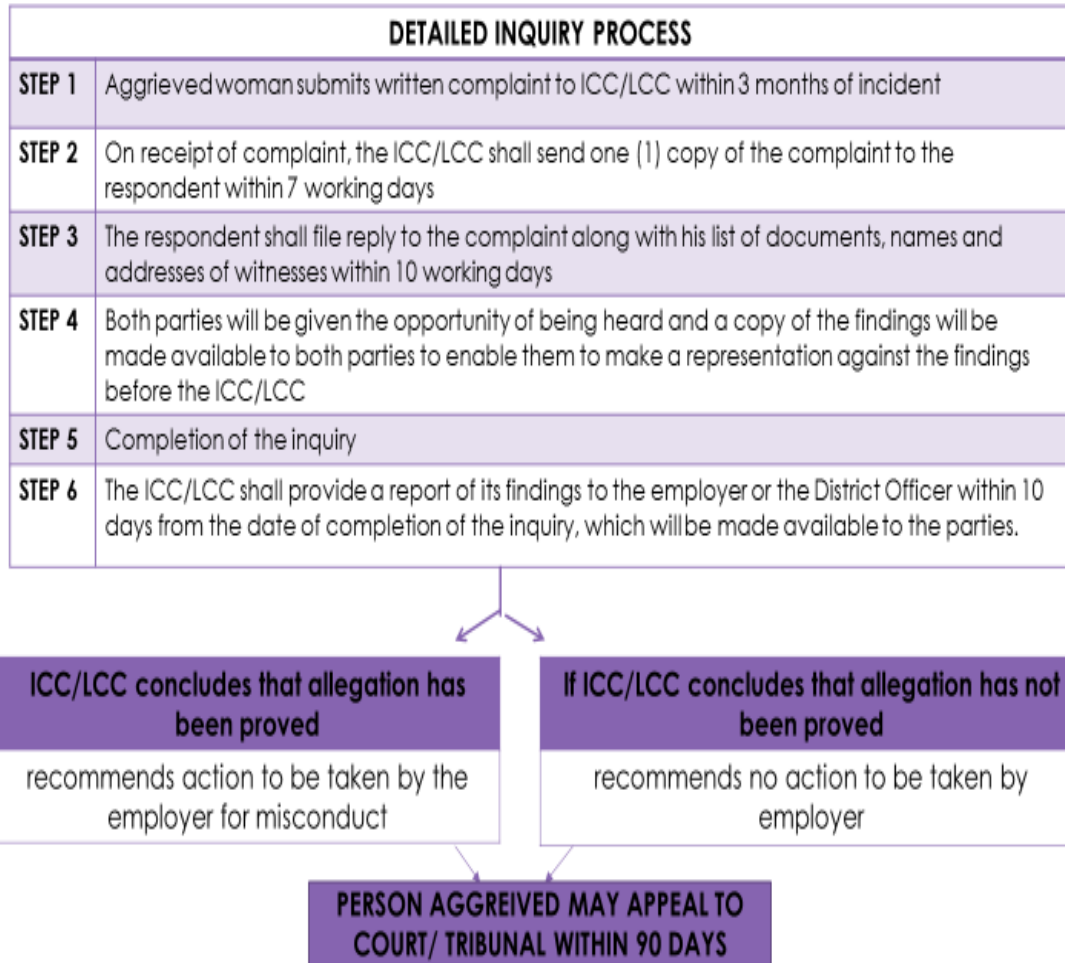 DETAILED INQUIRY PROCESS
STEP 1 Aggrieved woman submits written complaint to ICC/LCC within 3 months of incident
STEP 2 On receipt of complaint, the ICC/LCC shall send one (1) copy of the complaint to the
respondent within 7 working days
STEP 3 The respondent shall file reply to the complaint along with his list of documents, names and
addresses of witnesses within 10 working days
STEP 4 Both parties will be given the opportunity of being heard and a copy of the findings will be
made available to both parties to enable them to make a representation against the findings
before the ICC/LCC
STEP 5 Completion of the inquiry
STEP 6 The ICC/LCC shall provide a report of its findings to the employer or the District Officer within 10
days from the date of completion of the inquiry, which will be made available to the parties.
ICC/LCC concludes that allegation has
been proved
recommends action to be taken by the
employer for misconduct
If ICC/LCC concludes that allegation has not
been proved
recommends no action to be taken by
employer
PERSON AGGREIVED MAY APPEAL TO
COURT/ TRIBUNAL WITHIN 90 DAYS